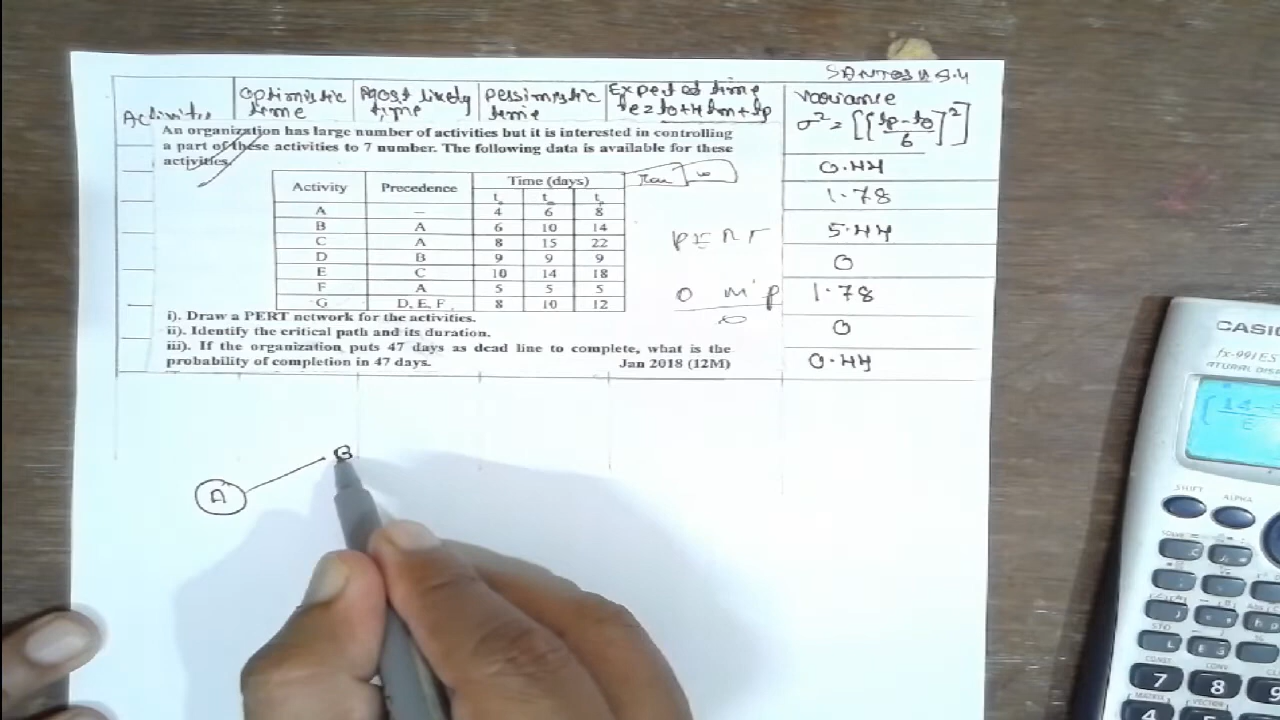 SANTOSH G.H
Activities optimistic time Most likely time pessimistic time Expected time te = to+4tm+tp variance
σ² = [[tp-to/6]²]
An organization has large number of activities but it is interested in controlling
a part of these activities to 7 number. The following data is available for these
activities.
Activity Precedence Time (days)
t_o t_m t_p
A – 4 6 8
B A 6 10 14
C A 8 15 22
D B 9 9 9
E C 10 14 18
F A 5 5 5
G D, E, F 8 10 12
i). Draw a PERT network for the activities.
ii). Identify the critical path and its duration.
iii). If the organization puts 47 days as dead line to complete, what is the
probability of completion in 47 days. Jan 2018 (12M)
PERT
O M P
0.44
1.78
5.44
0
1.78
0
0.44
A B
CASIO
fx-991ES
SHIFT ALPHA
7 8 9